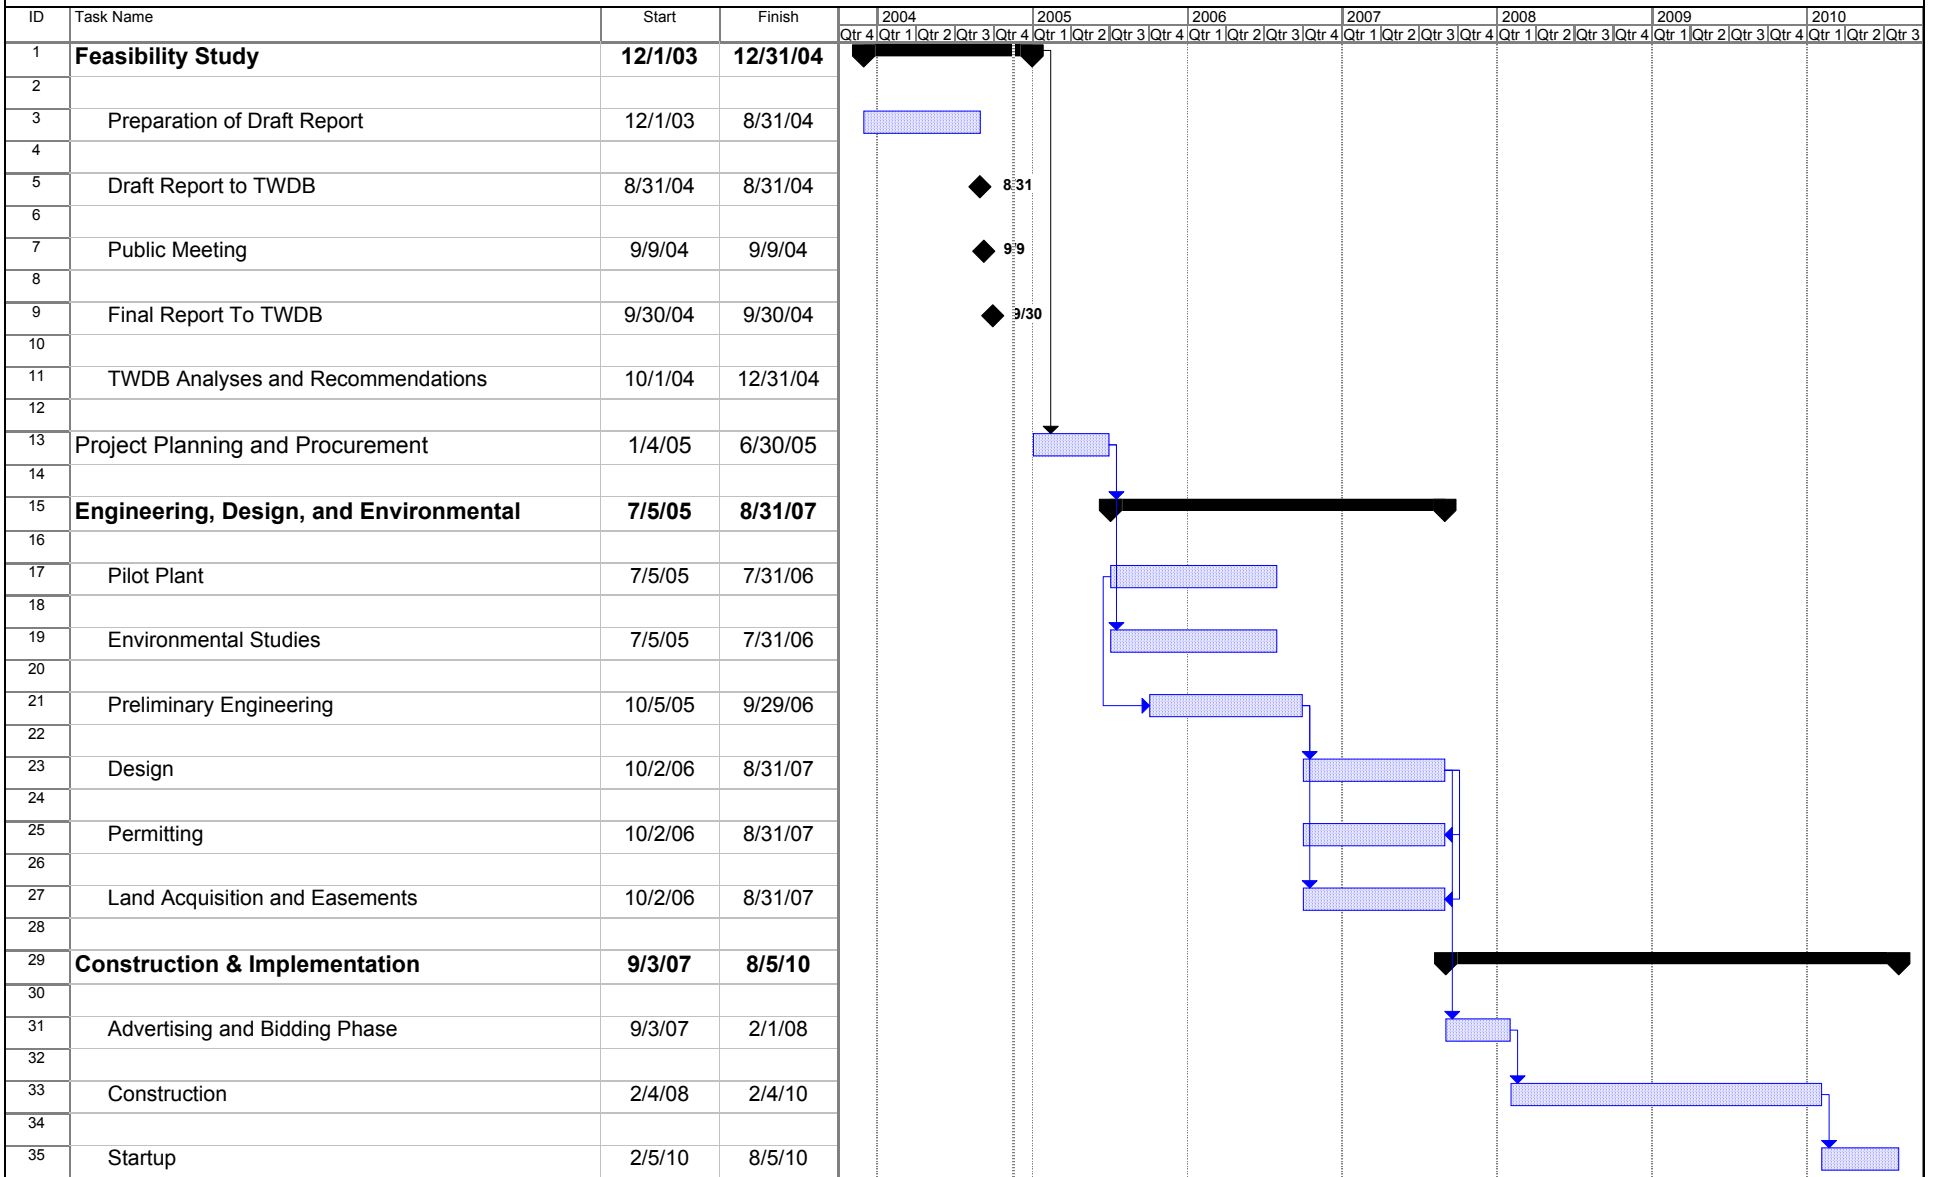 ID Task Name Start Finish 2004 2005 2006 2007 2008 2009 2010
Qtr 4 Qtr 1 Qtr 2 Qtr 3 Qtr 4 Qtr 1 Qtr 2 Qtr 3 Qtr 4 Qtr 1 Qtr 2 Qtr 3 Qtr 4 Qtr 1 Qtr 2 Qtr 3 Qtr 4 Qtr 1 Qtr 2 Qtr 3 Qtr 4 Qtr 1 Qtr 2 Qtr 3 Qtr 4 Qtr 1 Qtr 2 Qtr 3
1 Feasibility Study 12/1/03 12/31/04
2
3 Preparation of Draft Report 12/1/03 8/31/04
4
5 Draft Report to TWDB 8/31/04 8/31/04 8/31
6
7 Public Meeting 9/9/04 9/9/04 9/9
8
9 Final Report To TWDB 9/30/04 9/30/04 9/30
10
11 TWDB Analyses and Recommendations 10/1/04 12/31/04
12
13 Project Planning and Procurement 1/4/05 6/30/05
14
15 Engineering, Design, and Environmental 7/5/05 8/31/07
16
17 Pilot Plant 7/5/05 7/31/06
18
19 Environmental Studies 7/5/05 7/31/06
20
21 Preliminary Engineering 10/5/05 9/29/06
22
23 Design 10/2/06 8/31/07
24
25 Permitting 10/2/06 8/31/07
26
27 Land Acquisition and Easements 10/2/06 8/31/07
28
29 Construction & Implementation 9/3/07 8/5/10
30
31 Advertising and Bidding Phase 9/3/07 2/1/08
32
33 Construction 2/4/08 2/4/10
34
35 Startup 2/5/10 8/5/10